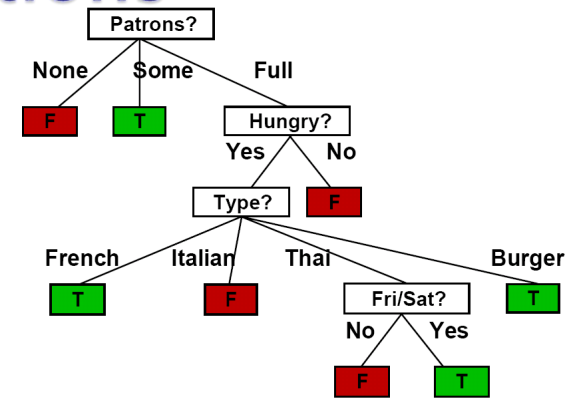 Patrons?
None Some Full
F T Hungry?
Yes No
Type? F
French Italian Thai Burger
T F Fri/Sat? T
No Yes
F T